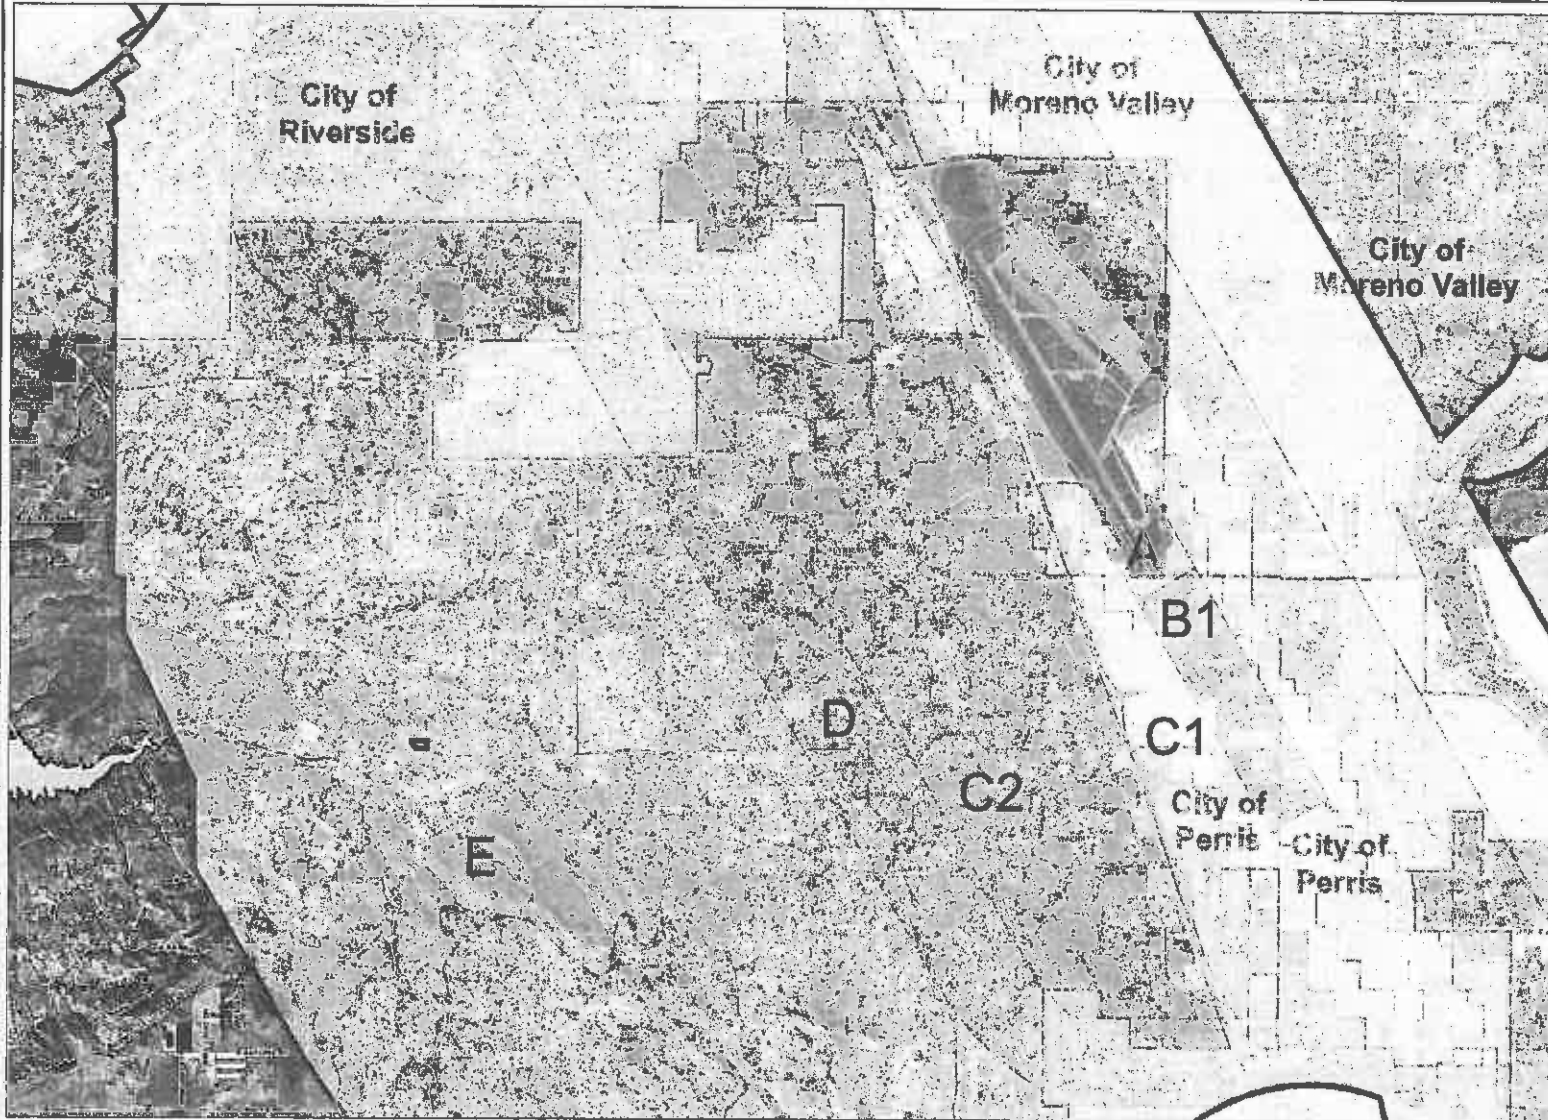 City of
Riverside
City of
Moreno Valley
City of
Moreno Valley
A
B1
D
C1
C2
City of
Perris
City of
Perris
E